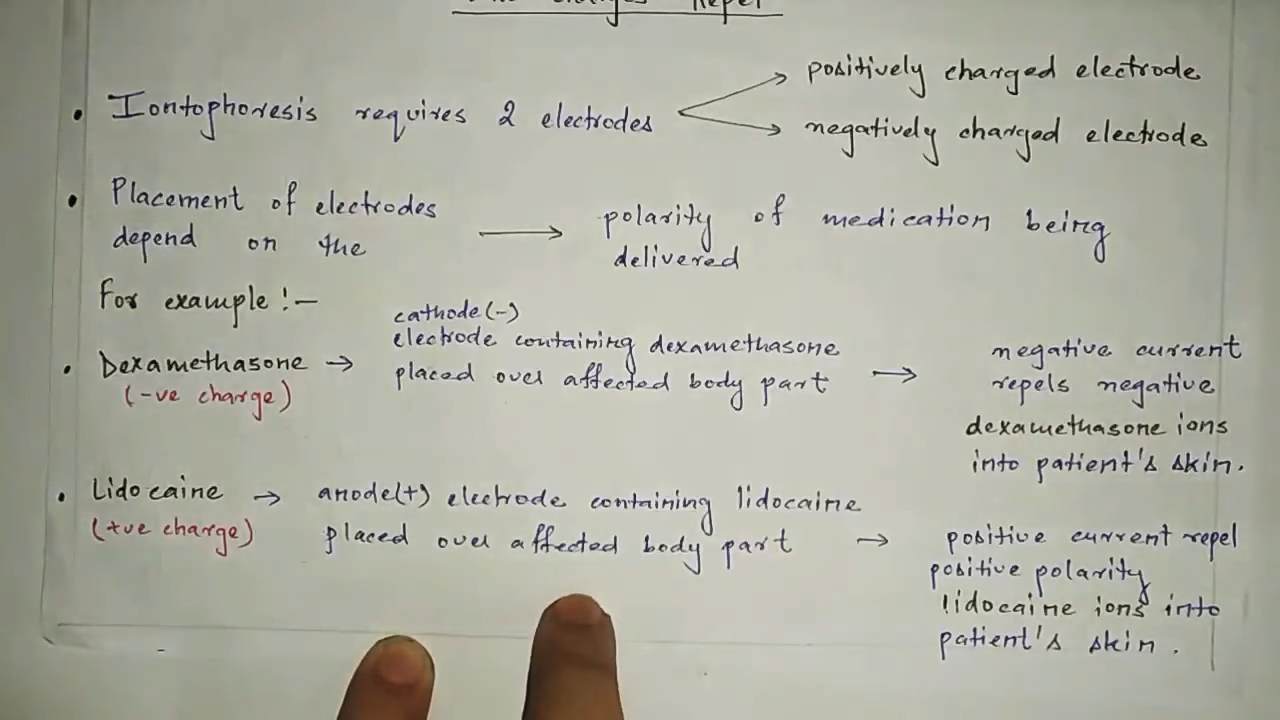 Repel
• Iontophoresis requires 2 electrodes
positively charged electrode
negatively charged electrode
• Placement of electrodes
depend on the → polarity of medication being
delivered
For example :-
• Dexamethasone →
(-ve charge)
cathode(-)
electrode containing dexamethasone
placed over affected body part →
negative current
repels negative
dexamethasone ions
into patient's skin.
• Lidocaine → anode(+) electrode containing lidocaine
(+ve charge) placed over affected body part →
positive current repel
positive polarity
lidocaine ions into
patient's skin.